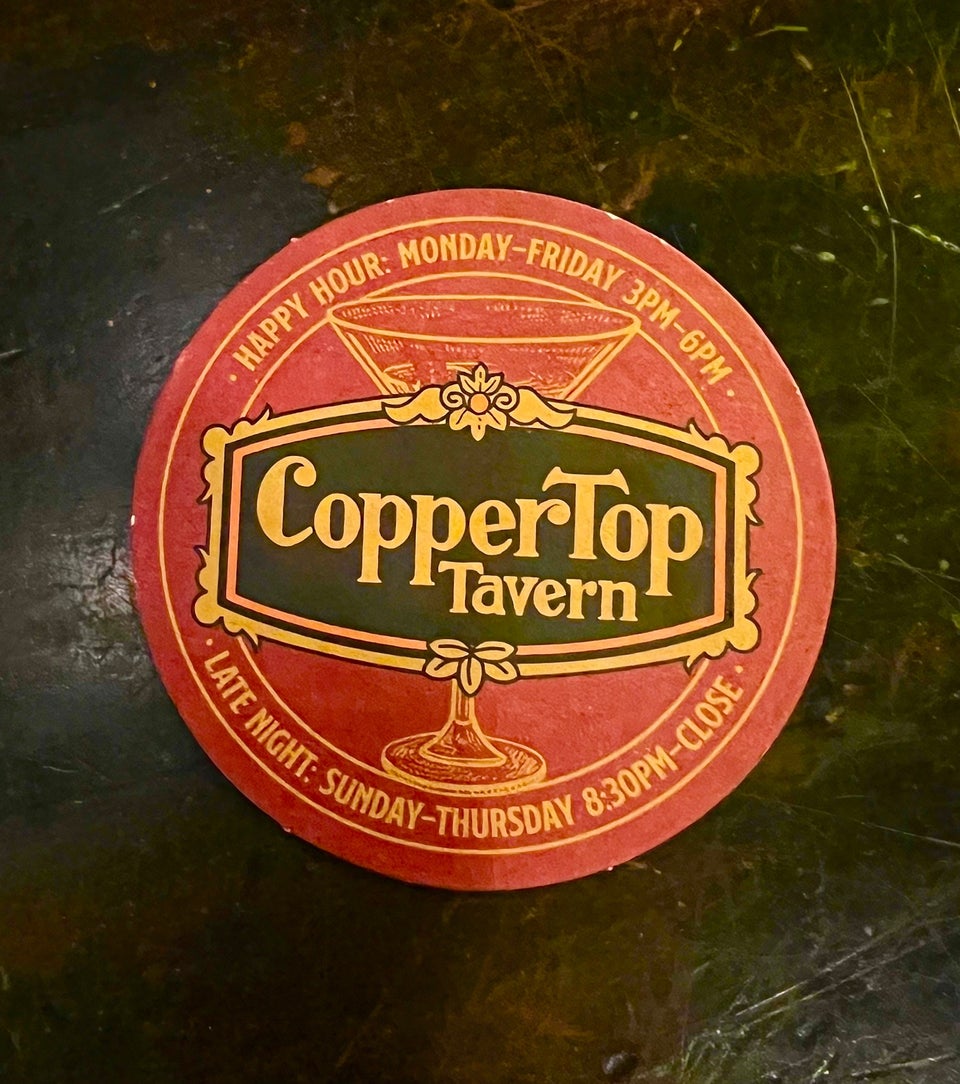 · HAPPY HOUR: MONDAY–FRIDAY 3PM–6PM ·
CopperTop
Tavern
· LATE NIGHT: SUNDAY–THURSDAY 8:30PM–CLOSE ·